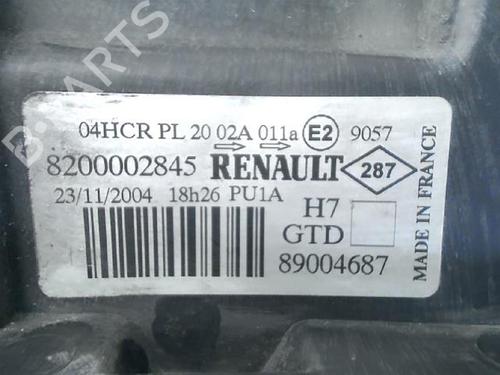 B-PARTS
04HCR PL 20 02A 011a E2 9057
8200002845 RENAULT 287
23/11/2004 18h26 PU1A
H7
GTD
89004687
MADE IN FRANCE